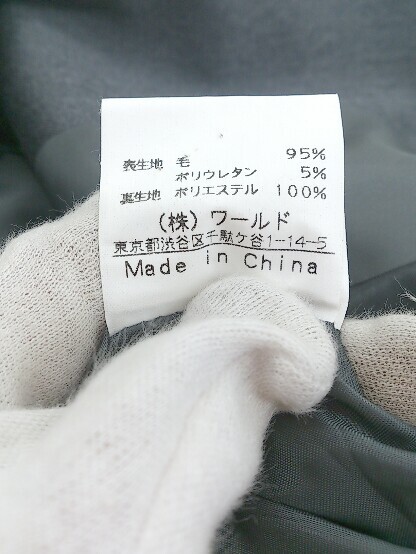 表生地 毛 95%
ポリウレタン 5%
裏生地 ポリエステル 100%
(株) ワールド
東京都渋谷区千駄ケ谷1-14-5
Made in China